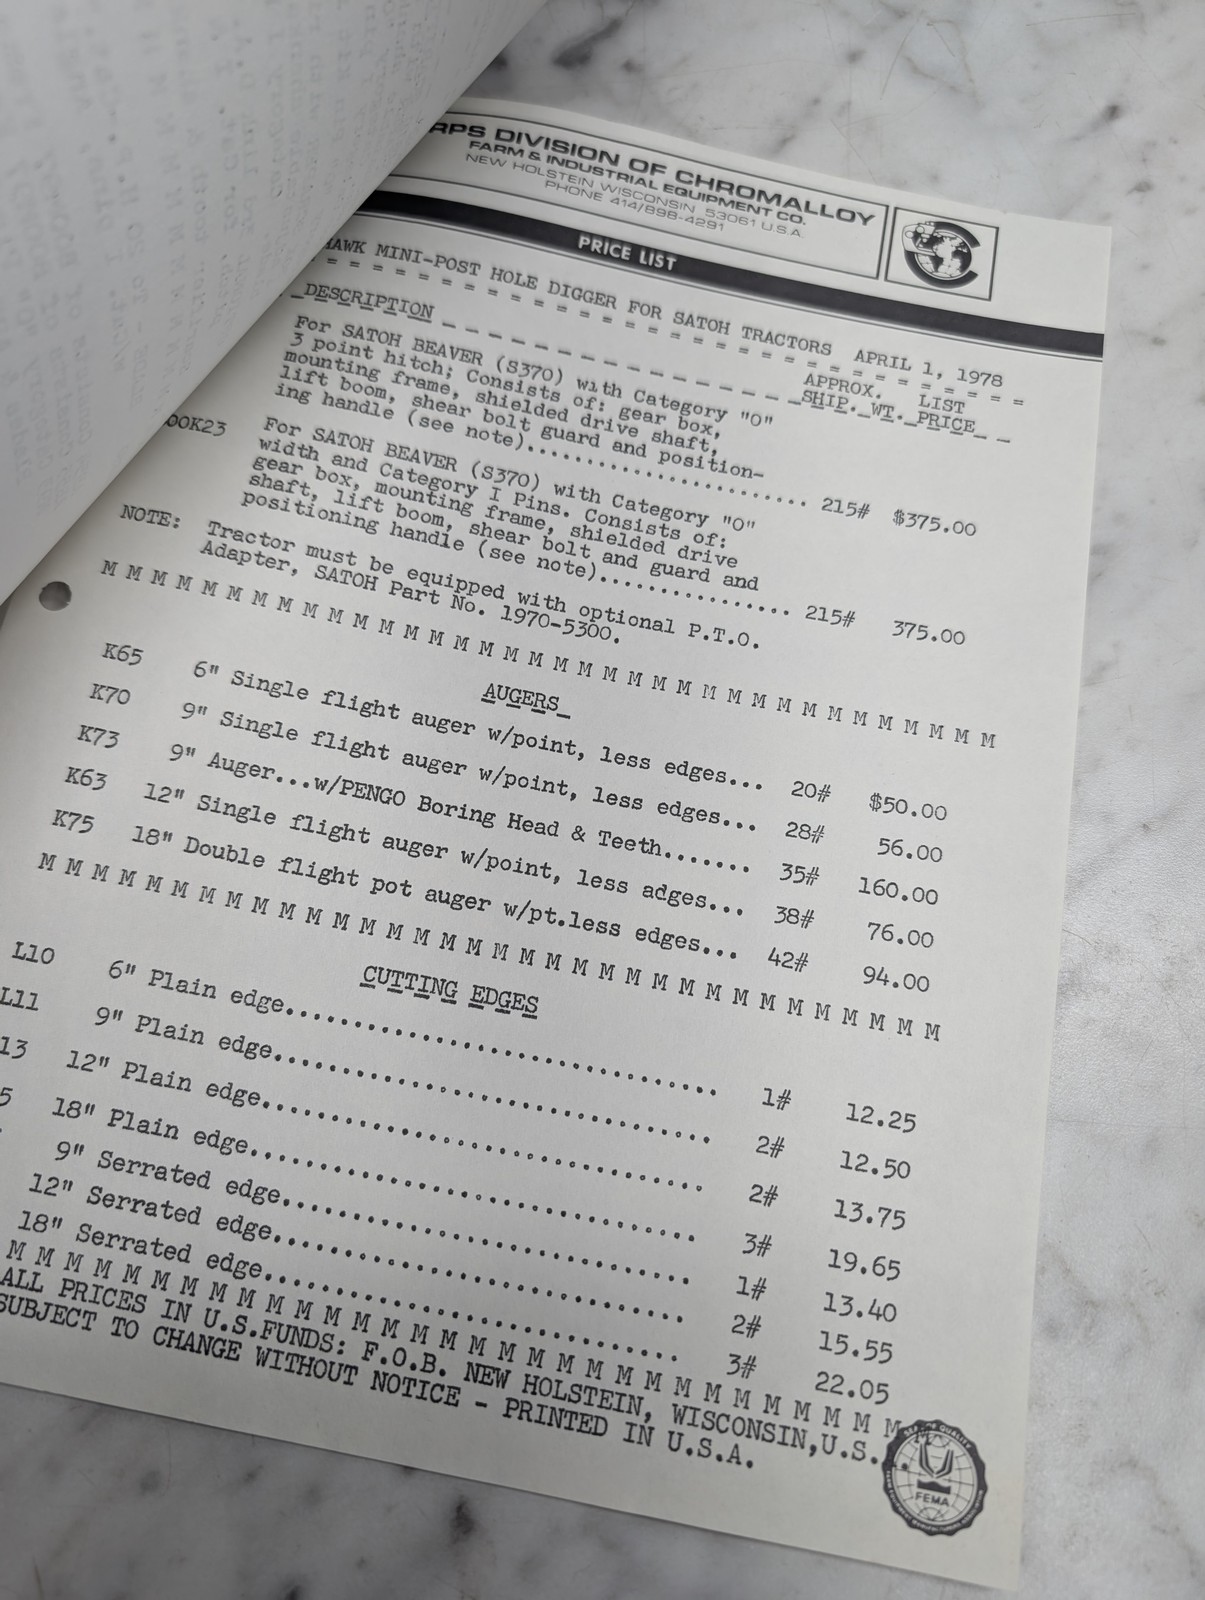 DIVISION OF CHROMALLOY
FARM & INDUSTRIAL EQUIPMENT CO.
NEW HOLSTEIN WISCONSIN 53061 U.S.A.
PHONE 414/898-4291
PRICE LIST
HAWK MINI-POST HOLE DIGGER FOR SATOH TRACTORS APRIL 1, 1978
= = = = = = = = = = = = = = = = = = = = = = = = = = = = = =
DESCRIPTION APPROX. SHIP. WT. LIST PRICE
For SATOH BEAVER (S370) with Category "O"
3 point hitch; Consists of: gear box,
mounting frame, shielded drive shaft,
lift boom, shear bolt guard and position-
ing handle (see note)........................ 215# $375.00
OOK23 For SATOH BEAVER (S370) with Category "O"
width and Category I Pins. Consists of:
gear box, mounting frame, shielded drive
shaft, lift boom, shear bolt and guard and
positioning handle (see note)................ 215# 375.00
NOTE: Tractor must be equipped with optional P.T.O.
Adapter, SATOH Part No. 1970-5300.
M M M M M M M M M M M M M M M M M M M M M M M M M M M M M M M M M M M M
AUGERS
K65 6" Single flight auger w/point, less edges... 20# $50.00
K70 9" Single flight auger w/point, less edges... 28# 56.00
K73 9" Auger...w/PENGO Boring Head & Teeth....... 35# 160.00
K63 12" Single flight auger w/point, less adges... 38# 76.00
K75 18" Double flight pot auger w/pt.less edges... 42# 94.00
M M M M M M M M M M M M M M M M M M M M M M M M M M M M M M M M M M
CUTTING EDGES
L10 6" Plain edge.................................. 1# 12.25
L11 9" Plain edge.................................. 2# 12.50
13 12" Plain edge.................................. 2# 13.75
5 18" Plain edge.................................. 3# 19.65
9" Serrated edge............................... 1# 13.40
12" Serrated edge............................... 2# 15.55
18" Serrated edge............................... 3# 22.05
M M M M M M M M M M M M M M M M M M M M M M M M M M M M M M M M
ALL PRICES IN U.S.FUNDS: F.O.B. NEW HOLSTEIN, WISCONSIN,U.S.
SUBJECT TO CHANGE WITHOUT NOTICE - PRINTED IN U.S.A.
FEMA